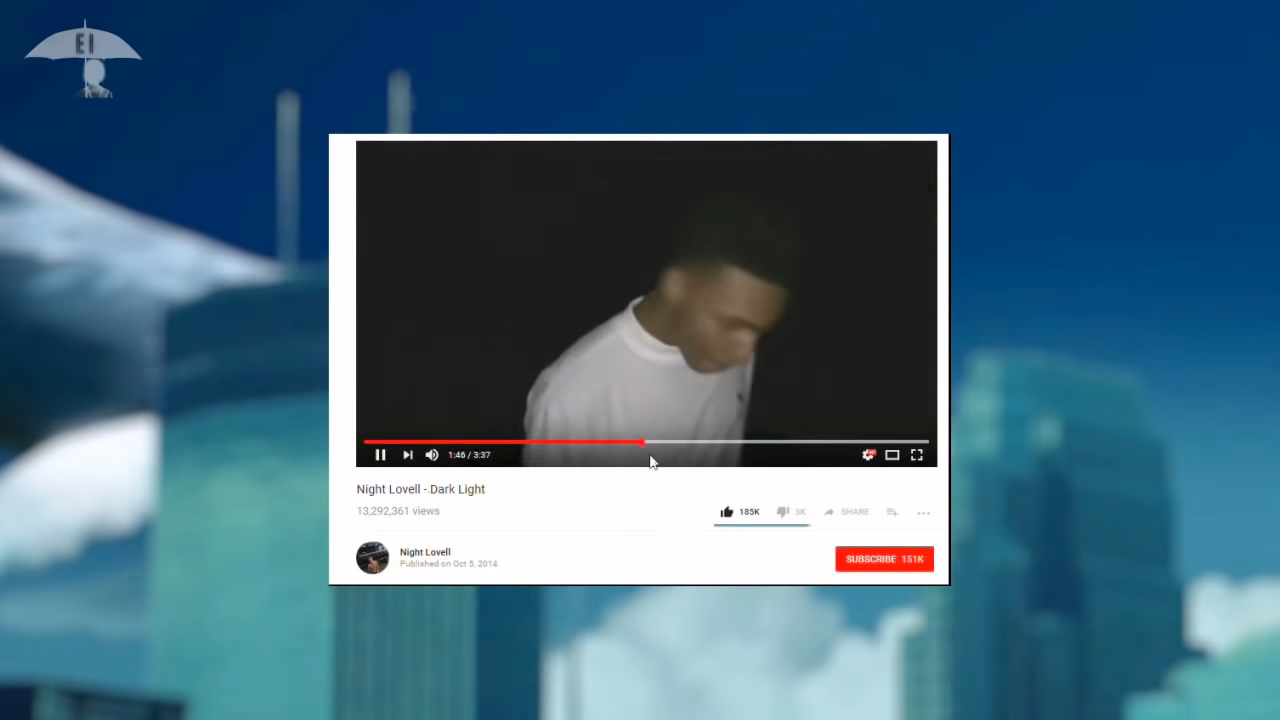 EI
1:46 / 3:37
Night Lovell - Dark Light
13,292,361 views
185K
3K
SHARE
Night Lovell
Published on Oct 5, 2014
SUBSCRIBE 151K